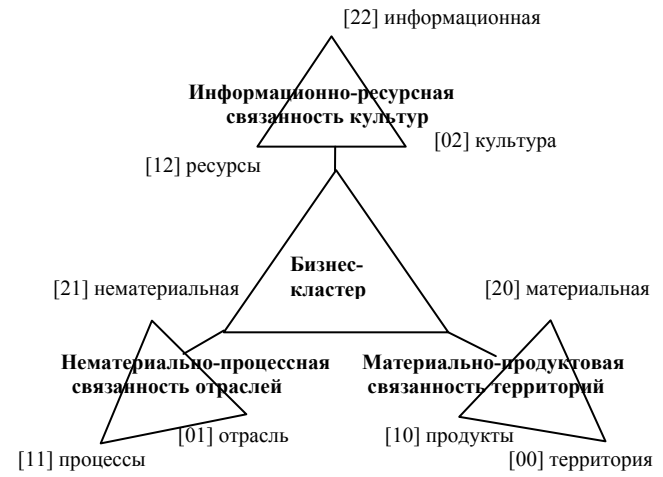 [22] информационная
Информационно-ресурсная
связанность культур
[02] культура
[12] ресурсы
Бизнес-
кластер
[21] нематериальная
[20] материальная
Нематериально-процессная
связанность отраслей
Материально-продуктовая
связанность территорий
[01] отрасль
[10] продукты
[11] процессы
[00] территория